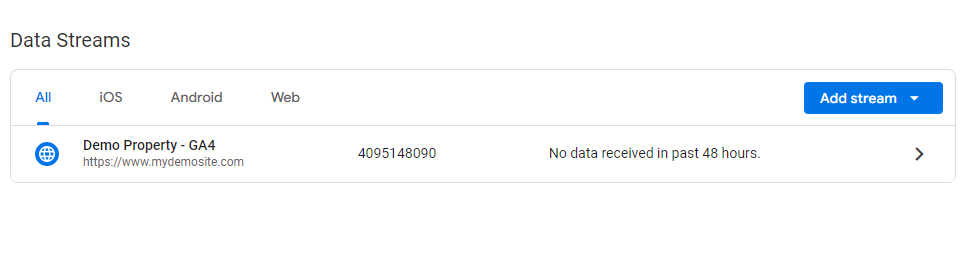 Data Streams
All iOS Android Web Add stream
Demo Property - GA4
https://www.mydemosite.com
4095148090
No data received in past 48 hours.